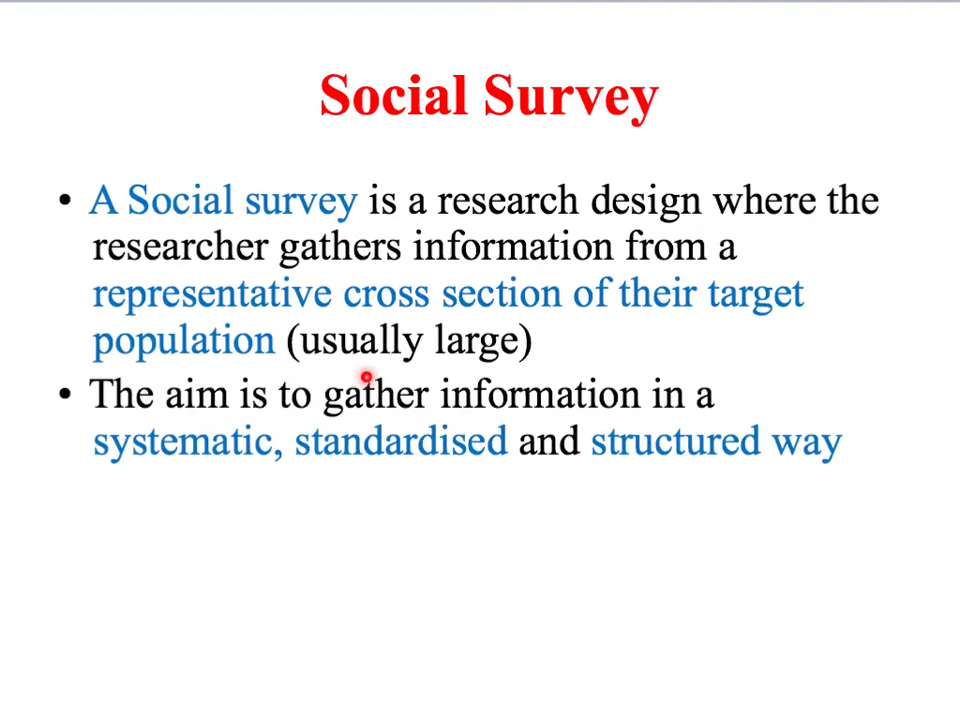 Social Survey
• A Social survey is a research design where the
researcher gathers information from a
representative cross section of their target
population (usually large)
• The aim is to gather information in a
systematic, standardised and structured way